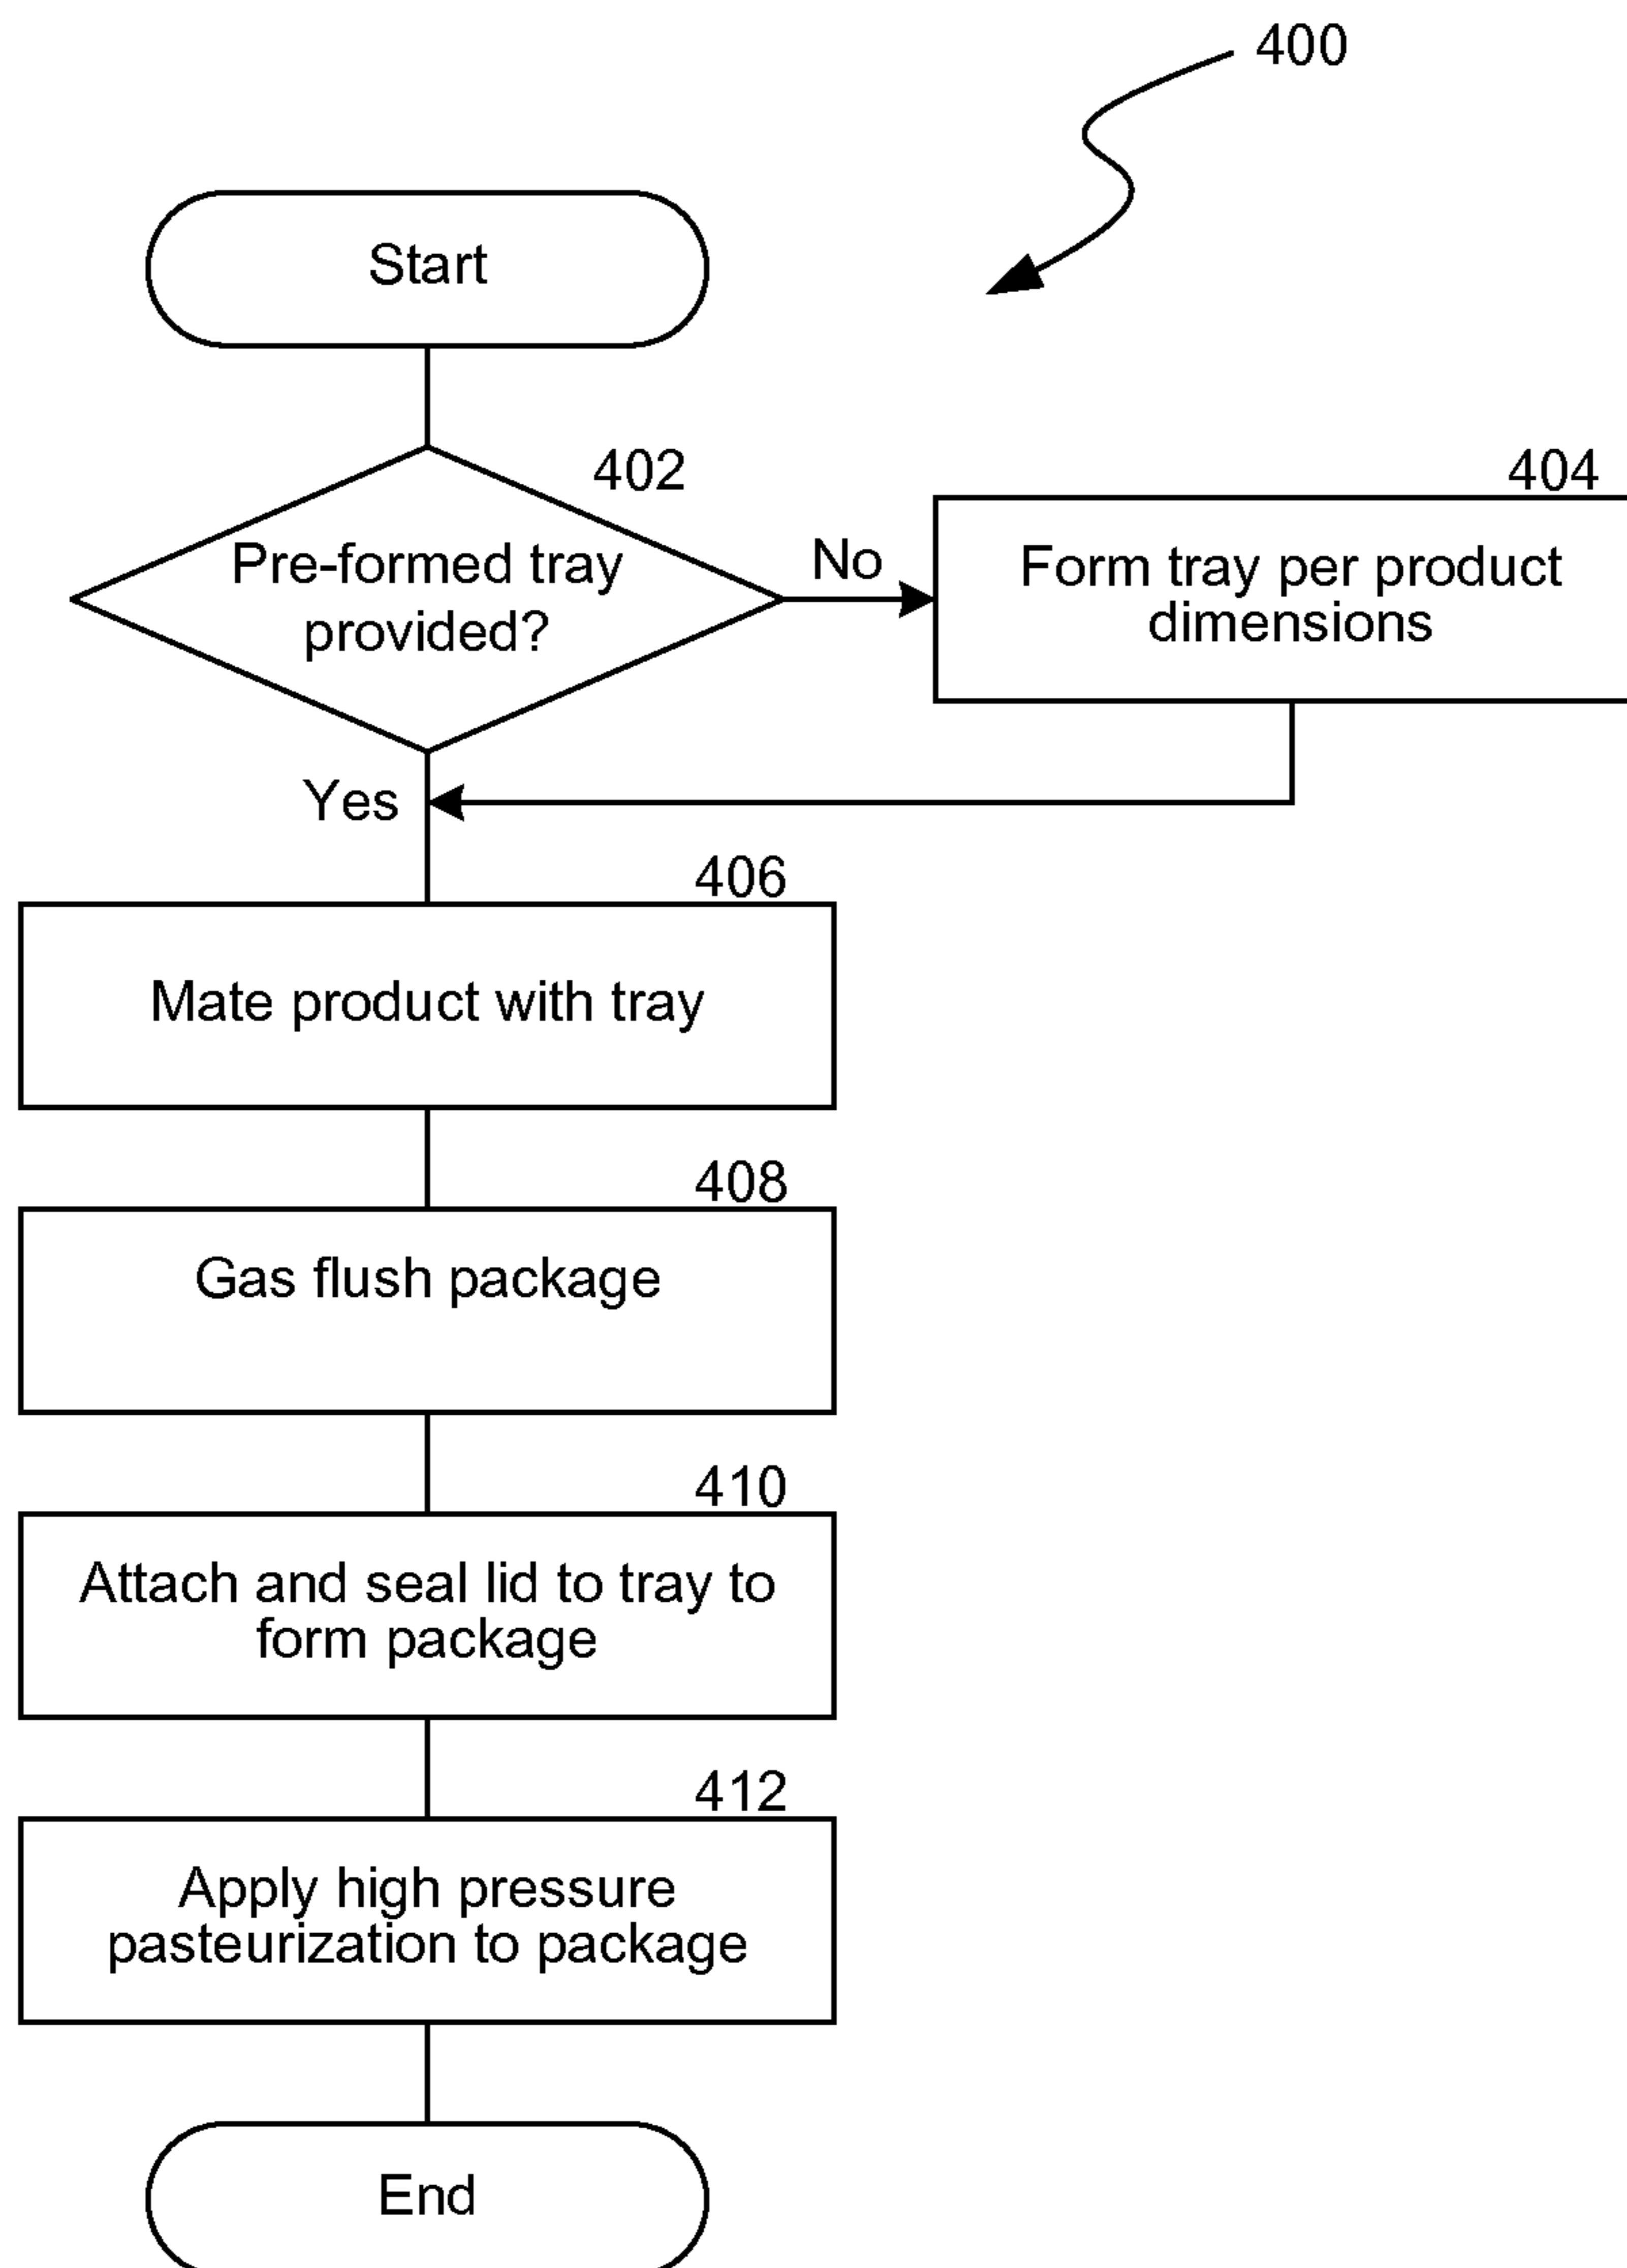 400
Start
402
Pre-formed tray
provided?
No
404
Form tray per product
dimensions
Yes
406
Mate product with tray
408
Gas flush package
410
Attach and seal lid to tray to
form package
412
Apply high pressure
pasteurization to package
End